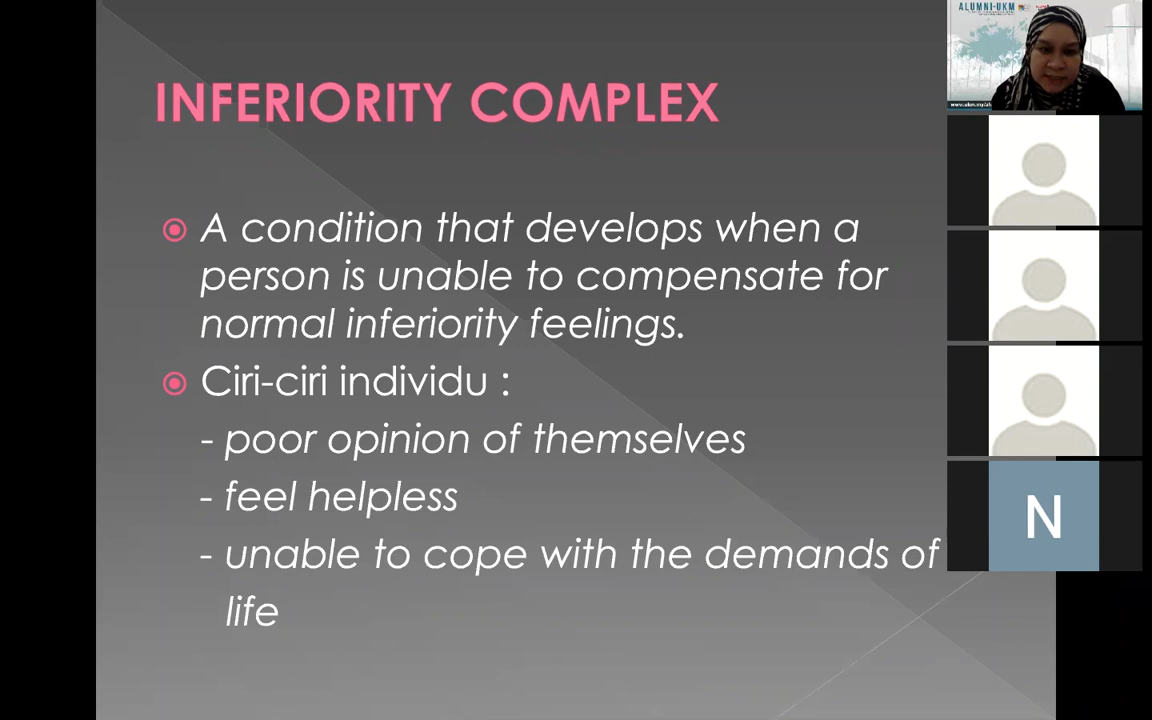 INFERIORITY COMPLEX
A condition that develops when a
person is unable to compensate for
normal inferiority feelings.
Ciri-ciri individu :
- poor opinion of themselves
- feel helpless
- unable to cope with the demands of
life
ALUMNI-UKM
N